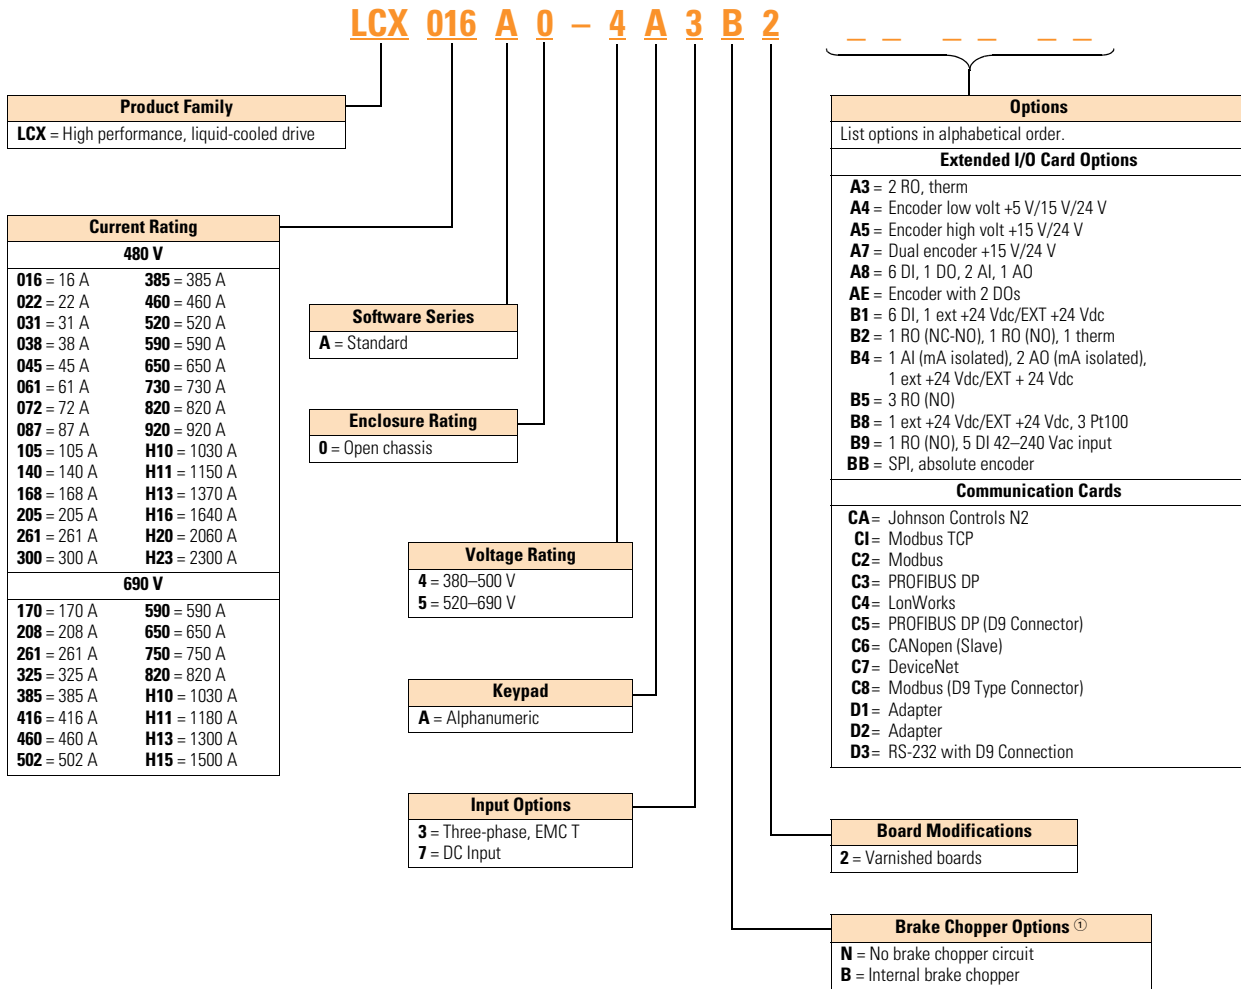 LCX 016 A 0 – 4 A 3 B 2 _ _ _ _ _ _
Product Family
LCX = High performance, liquid-cooled drive
Current Rating
480 V
016 = 16 A 385 = 385 A
022 = 22 A 460 = 460 A
031 = 31 A 520 = 520 A
038 = 38 A 590 = 590 A
045 = 45 A 650 = 650 A
061 = 61 A 730 = 730 A
072 = 72 A 820 = 820 A
087 = 87 A 920 = 920 A
105 = 105 A H10 = 1030 A
140 = 140 A H11 = 1150 A
168 = 168 A H13 = 1370 A
205 = 205 A H16 = 1640 A
261 = 261 A H20 = 2060 A
300 = 300 A H23 = 2300 A
690 V
170 = 170 A 590 = 590 A
208 = 208 A 650 = 650 A
261 = 261 A 750 = 750 A
325 = 325 A 820 = 820 A
385 = 385 A H10 = 1030 A
416 = 416 A H11 = 1180 A
460 = 460 A H13 = 1300 A
502 = 502 A H15 = 1500 A
Software Series
A = Standard
Enclosure Rating
0 = Open chassis
Voltage Rating
4 = 380–500 V
5 = 520–690 V
Keypad
A = Alphanumeric
Input Options
3 = Three-phase, EMC T
7 = DC Input
Options
List options in alphabetical order.
Extended I/O Card Options
A3 = 2 RO, therm
A4 = Encoder low volt +5 V/15 V/24 V
A5 = Encoder high volt +15 V/24 V
A7 = Dual encoder +15 V/24 V
A8 = 6 DI, 1 DO, 2 AI, 1 AO
AE = Encoder with 2 DOs
B1 = 6 DI, 1 ext +24 Vdc/EXT +24 Vdc
B2 = 1 RO (NC-NO), 1 RO (NO), 1 therm
B4 = 1 AI (mA isolated), 2 AO (mA isolated),
1 ext +24 Vdc/EXT + 24 Vdc
B5 = 3 RO (NO)
B8 = 1 ext +24 Vdc/EXT +24 Vdc, 3 Pt100
B9 = 1 RO (NO), 5 DI 42–240 Vac input
BB = SPI, absolute encoder
Communication Cards
CA = Johnson Controls N2
CI = Modbus TCP
C2 = Modbus
C3 = PROFIBUS DP
C4 = LonWorks
C5 = PROFIBUS DP (D9 Connector)
C6 = CANopen (Slave)
C7 = DeviceNet
C8 = Modbus (D9 Type Connector)
D1 = Adapter
D2 = Adapter
D3 = RS-232 with D9 Connection
Board Modifications
2 = Varnished boards
Brake Chopper Options ①
N = No brake chopper circuit
B = Internal brake chopper